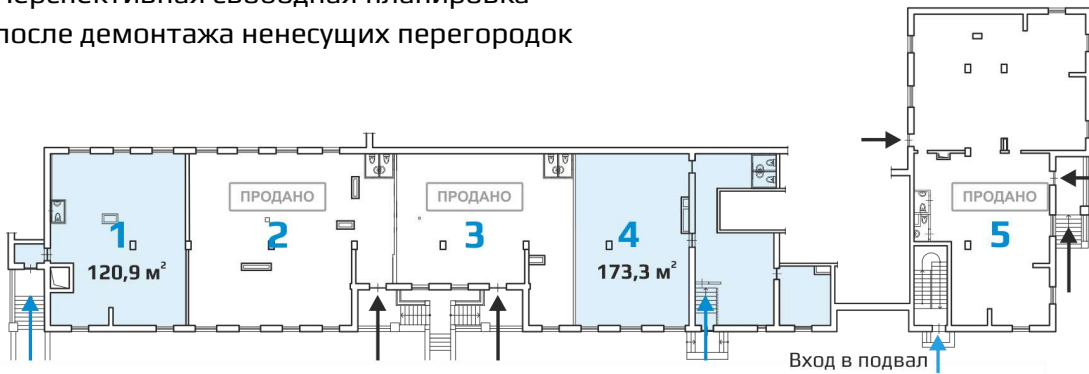 Перспективная свободная планировка
после демонтажа ненесущих перегородок
ПРОДАНО
ПРОДАНО
ПРОДАНО
1
2
3
4
5
120,9 м²
173,3 м²
Вход в подвал